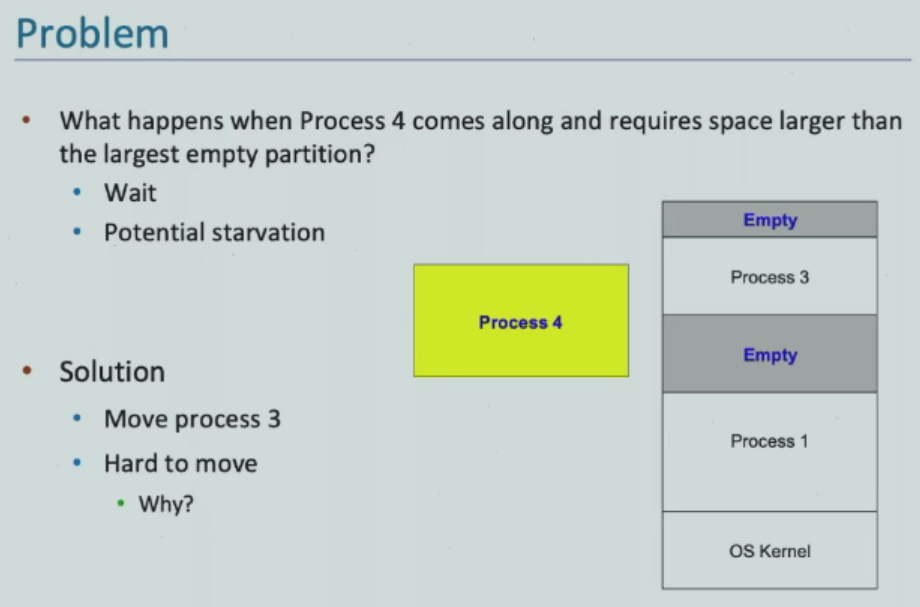 Problem
• What happens when Process 4 comes along and requires space larger than
the largest empty partition?
• Wait
• Potential starvation
• Solution
• Move process 3
• Hard to move
• Why?
Process 4
Empty
Process 3
Empty
Process 1
OS Kernel